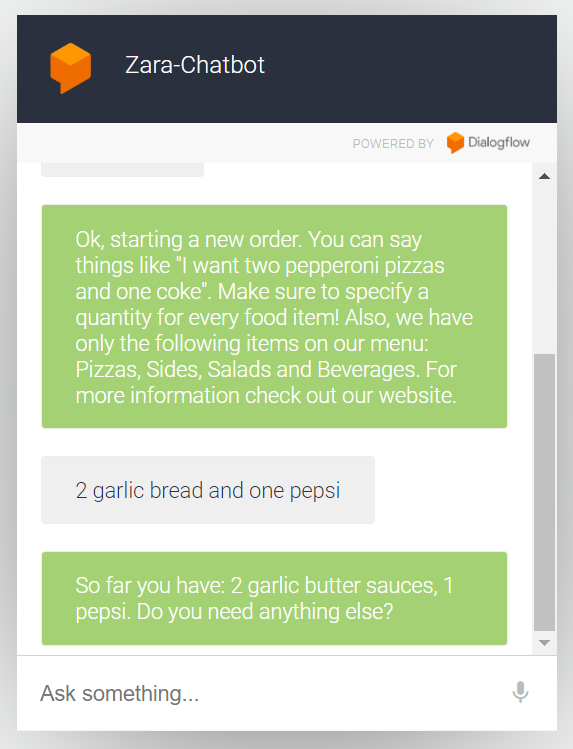 Zara-Chatbot
POWERED BY Dialogflow
Ok, starting a new order. You can say
things like "I want two pepperoni pizzas
and one coke". Make sure to specify a
quantity for every food item! Also, we have
only the following items on our menu:
Pizzas, Sides, Salads and Beverages. For
more information check out our website.
2 garlic bread and one pepsi
So far you have: 2 garlic butter sauces, 1
pepsi. Do you need anything else?
Ask something...